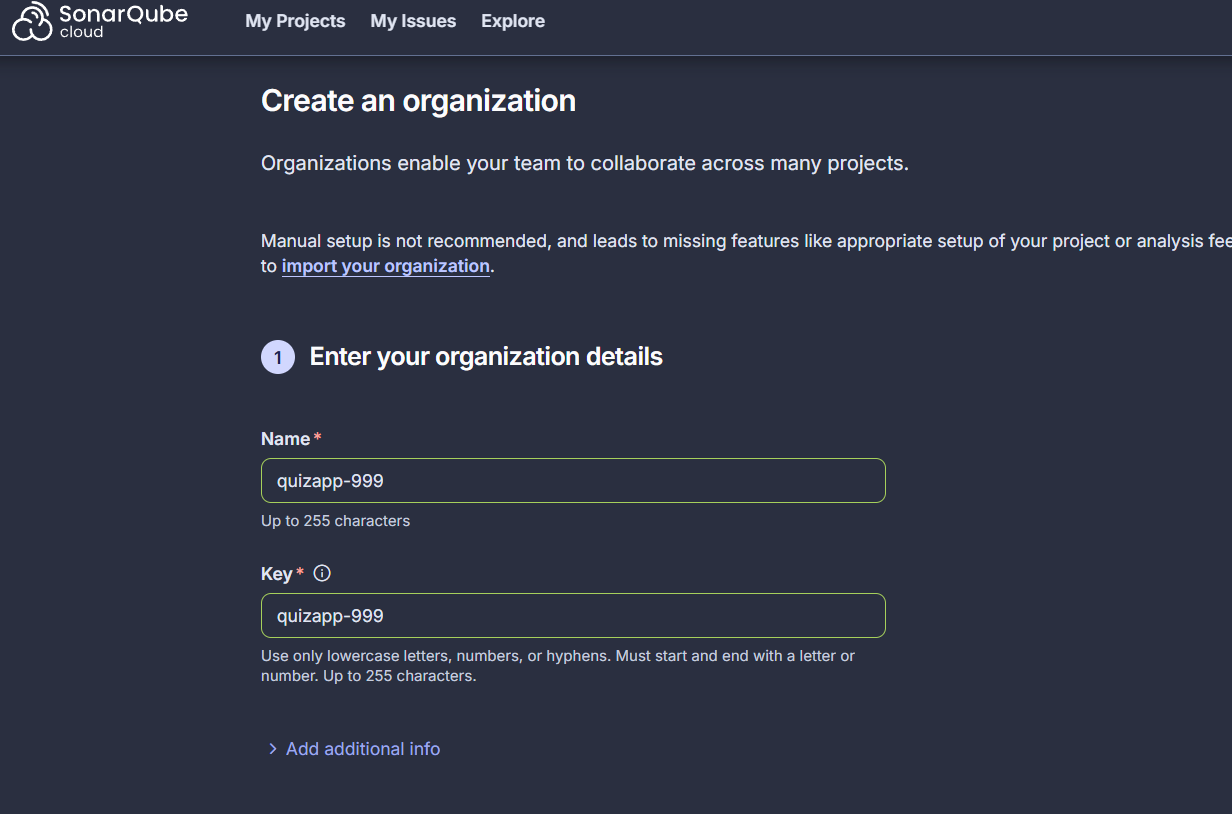 SonarQube
cloud
My Projects My Issues Explore
Create an organization
Organizations enable your team to collaborate across many projects.
Manual setup is not recommended, and leads to missing features like appropriate setup of your project or analysis
to import your organization.
1 Enter your organization details
Name*
quizapp-999
Up to 255 characters
Key*
quizapp-999
Use only lowercase letters, numbers, or hyphens. Must start and end with a letter or
number. Up to 255 characters.
Add additional info